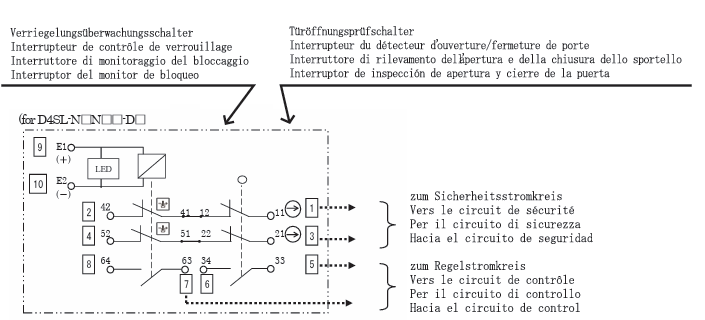 Verriegelungsüberwachungsschalter
Interrupteur de contrôle de verrouillage
Interruttore di monitoraggio del bloccaggio
Interruptor del monitor de bloqueo
Türöffnungsprüfschalter
Interrupteur du détecteur d'ouverture/fermeture de porte
Interruttore di rilevamento dell'apertura e della chiusura dello sportello
Interruptor de inspección de apertura y cierre de la puerta
(for D4SL-N□N□□-D□
9 E1
(+)
LED
10 E2
(−)
2 42 41 12 11 1
4 52 51 22 21 3
8 64 63 34 33 5
7 6
zum Sicherheitsstromkreis
Vers le circuit de sécurité
Per il circuito di sicurezza
Hacia el circuito de seguridad
zum Regelstromkreis
Vers le circuit de contrôle
Per il circuito di controllo
Hacia el circuito de control